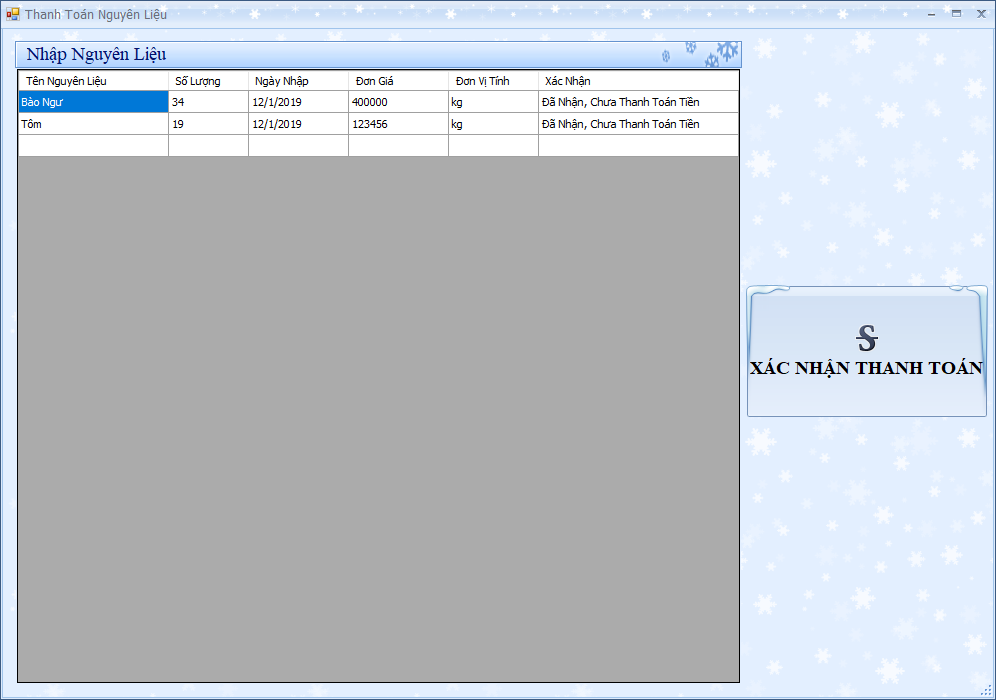 Thanh Toán Nguyên Liệu
Nhập Nguyên Liệu
Tên Nguyên Liệu Số Lượng Ngày Nhập Đơn Giá Đơn Vị Tính Xác Nhận
Bào Ngư 34 12/1/2019 400000 kg Đã Nhận, Chưa Thanh Toán Tiền
Tôm 19 12/1/2019 123456 kg Đã Nhận, Chưa Thanh Toán Tiền
XÁC NHẬN THANH TOÁN